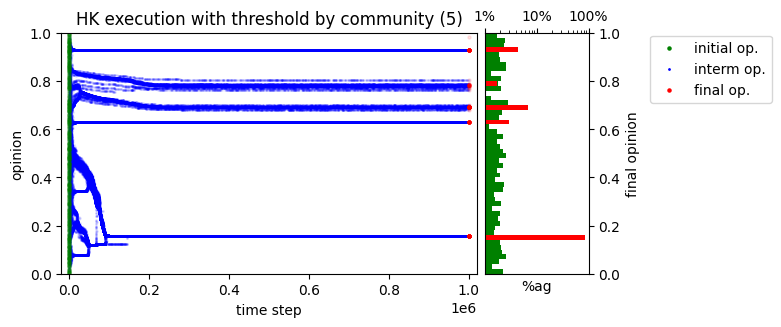 HK execution with threshold by community (5)
1% 10% 100%
initial op.
interm op.
final op.
opinion
1.0
0.8
0.6
0.4
0.2
0.0
0.0 0.2 0.4 0.6 0.8 1.0
1e6
time step
%ag
1.0
0.8
0.6
0.4
0.2
0.0
final opinion